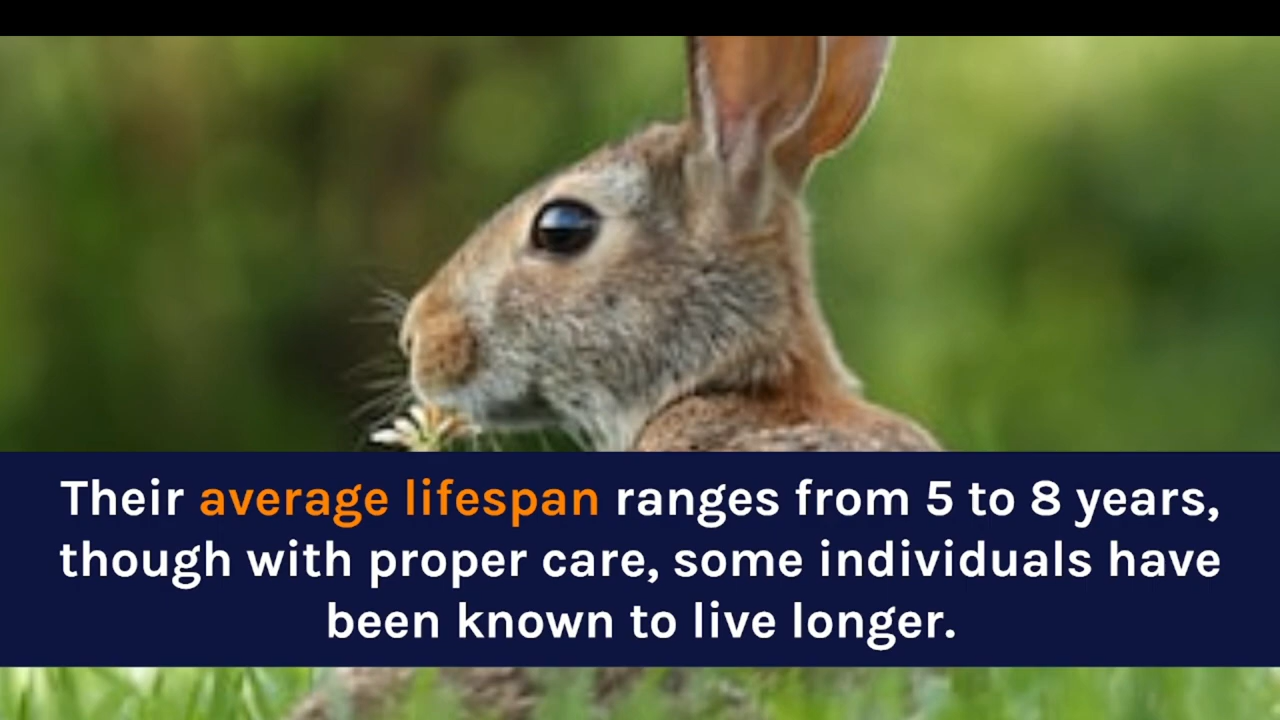 Their average lifespan ranges from 5 to 8 years,
though with proper care, some individuals have
been known to live longer.